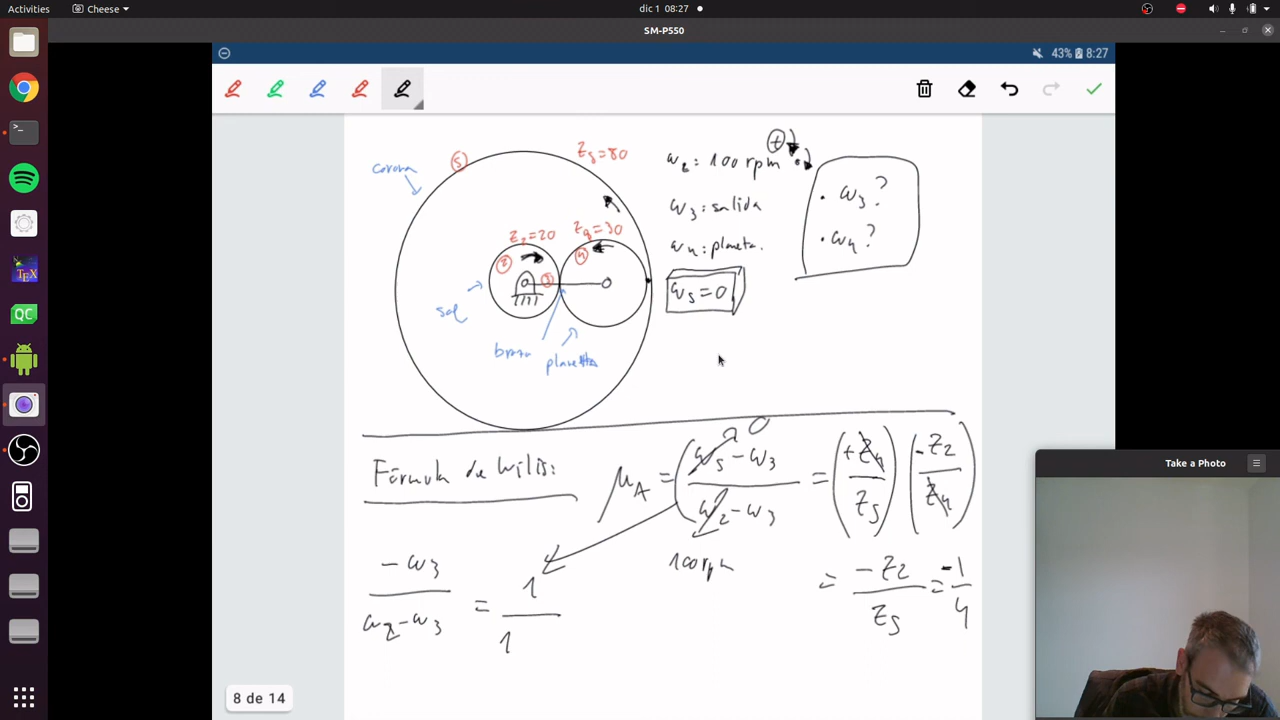 Activities
Cheese
dic 1 08:27
SM-P550
43% 8:27
corona
5
Z5=80
Z2=20
Z4=30
2
3
4
sol
brazo
planeta
+
ω2: 100 rpm
ω3: salida
ω4: planeta.
ω5=0
· ω3?
· ω4?
Fórmula de Wilis:
μA = (ω5 - ω3 / ω2 - ω3) = (+Z4 / Z5) (-Z2 / Z4)
0
100 rpm
= -Z2 / Z5 = -1 / 4
-ω3 / ω2-ω3 = 1 / 1
8 de 14
Take a Photo
TEX
QC